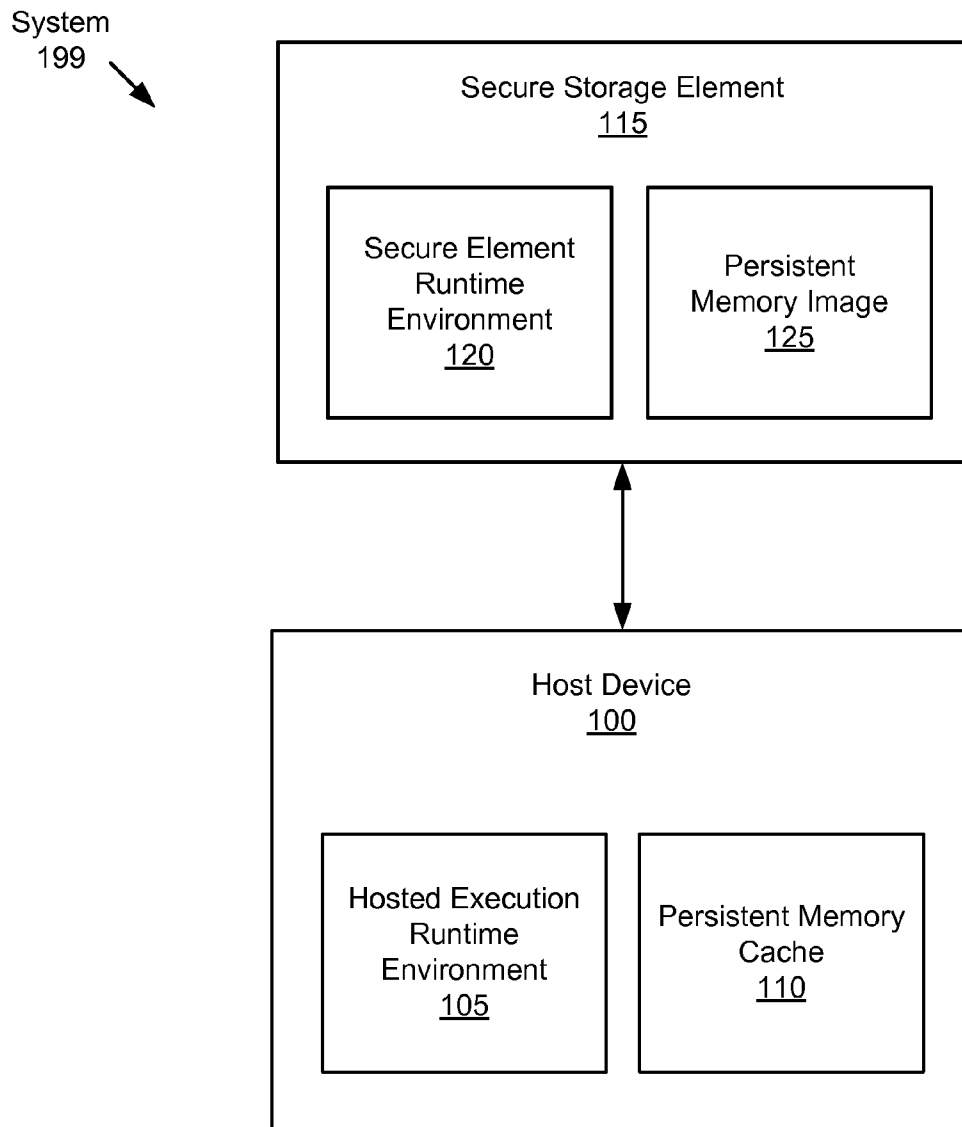 System
199
Secure Storage Element
115
Secure Element
Runtime
Environment
120
Persistent
Memory Image
125
Host Device
100
Hosted Execution
Runtime
Environment
105
Persistent Memory
Cache
110